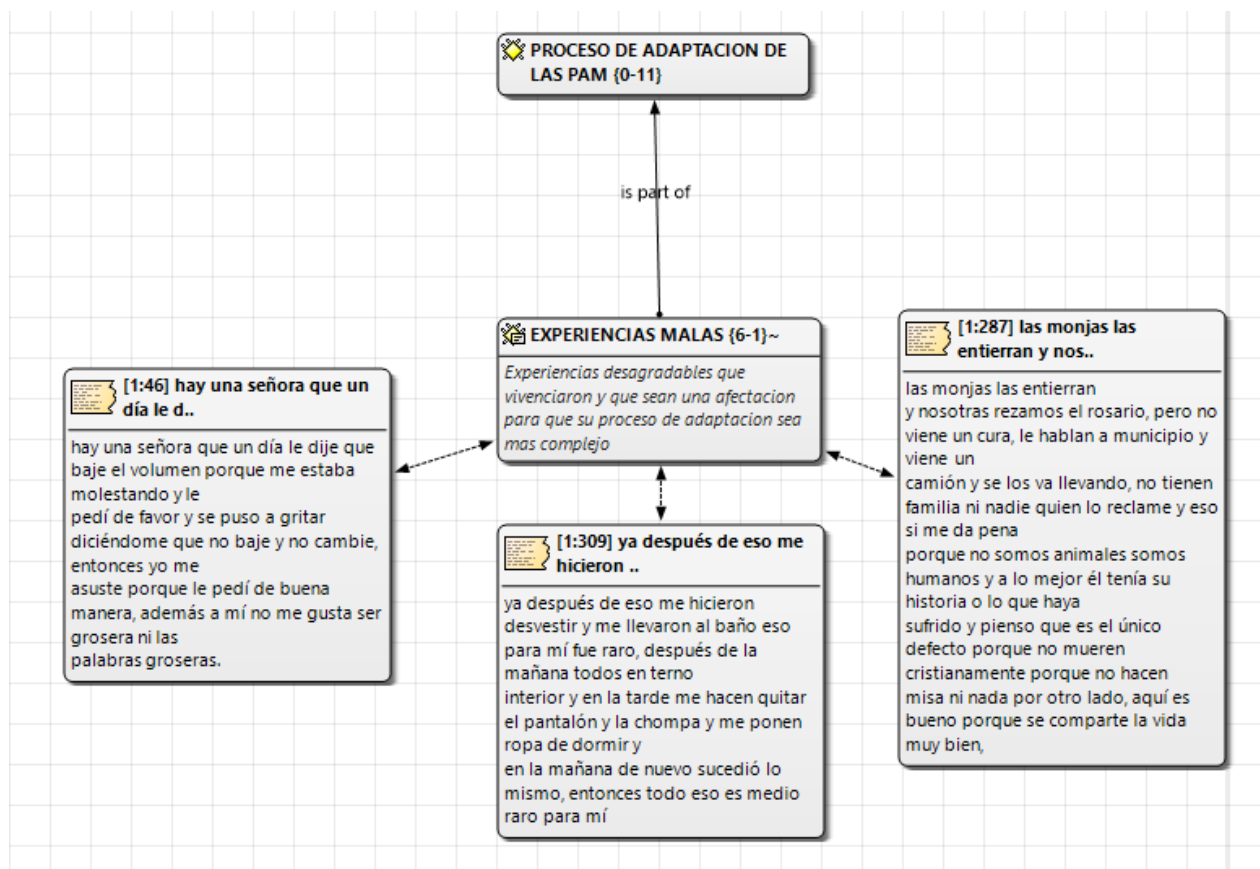 PROCESO DE ADAPTACION DE
LAS PAM {0-11}
is part of
EXPERIENCIAS MALAS {6-1}~
Experiencias desagradables que
vivenciaron y que sean una afectacion
para que su proceso de adaptacion sea
mas complejo
[1:46] hay una señora que un
día le d..
hay una señora que un día le dije que
baje el volumen porque me estaba
molestando y le
pedí de favor y se puso a gritar
diciéndome que no baje y no cambie,
entonces yo me
asuste porque le pedí de buena
manera, además a mí no me gusta ser
grosera ni las
palabras groseras.
[1:309] ya después de eso me
hicieron ..
ya después de eso me hicieron
desvestir y me llevaron al baño eso
para mí fue raro, después de la
mañana todos en terno
interior y en la tarde me hacen quitar
el pantalón y la chompa y me ponen
ropa de dormir y
en la mañana de nuevo sucedió lo
mismo, entonces todo eso es medio
raro para mí
[1:287] las monjas las
entierran y nos..
las monjas las entierran
y nosotras rezamos el rosario, pero no
viene un cura, le hablan a municipio y
viene un
camión y se los va llevando, no tienen
familia ni nadie quien lo reclame y eso
si me da pena
porque no somos animales somos
humanos y a lo mejor él tenía su
historia o lo que haya
sufrido y pienso que es el único
defecto porque no mueren
cristianamente porque no hacen
misa ni nada por otro lado, aquí es
bueno porque se comparte la vida
muy bien,